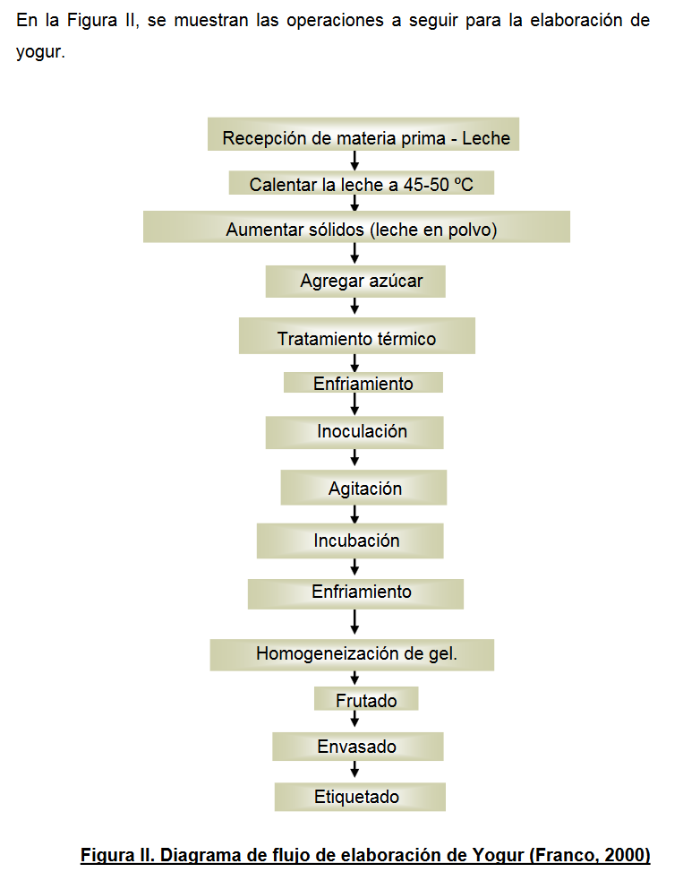 En la Figura II, se muestran las operaciones a seguir para la elaboración de
yogur.
Recepción de materia prima - Leche
Calentar la leche a 45-50 ºC
Aumentar sólidos (leche en polvo)
Agregar azúcar
Tratamiento térmico
Enfriamiento
Inoculación
Agitación
Incubación
Enfriamiento
Homogeneización de gel.
Frutado
Envasado
Etiquetado
Figura II. Diagrama de flujo de elaboración de Yogur (Franco, 2000)